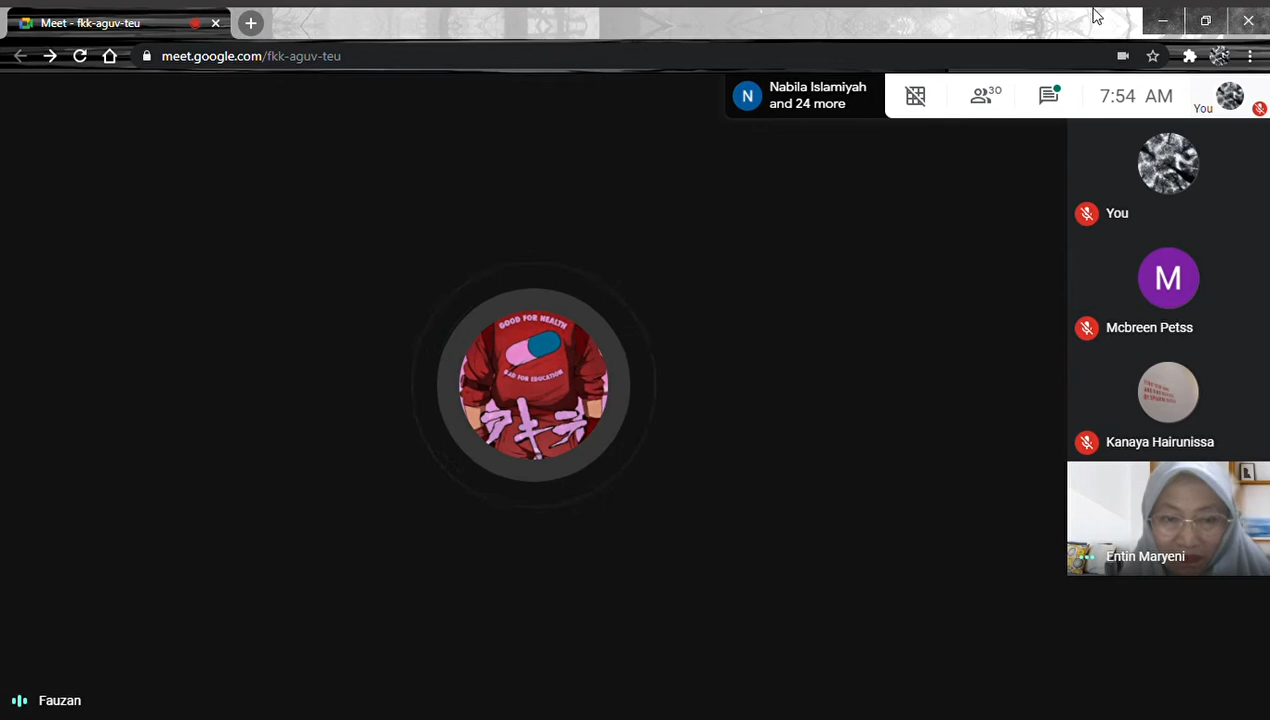 Meet - fkk-aguv-teu
meet.google.com/fkk-aguv-teu
Nabila Islamiyah
and 24 more
N
30
7:54 AM
You
You
M
Mcbreen Petss
Kanaya Hairunissa
Entin Maryeni
GOOD FOR HEALTH
BAD FOR EDUCATION
Fauzan